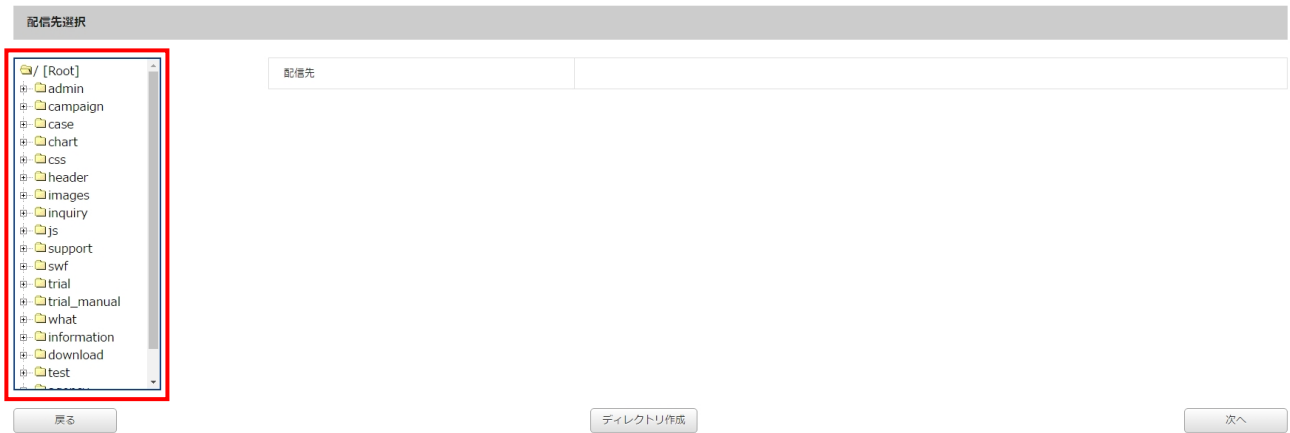 配信先選択
/ [Root]
admin
campaign
case
chart
css
header
images
inquiry
js
support
swf
trial
trial_manual
what
information
download
test
配信先
戻る
ディレクトリ作成
次へ